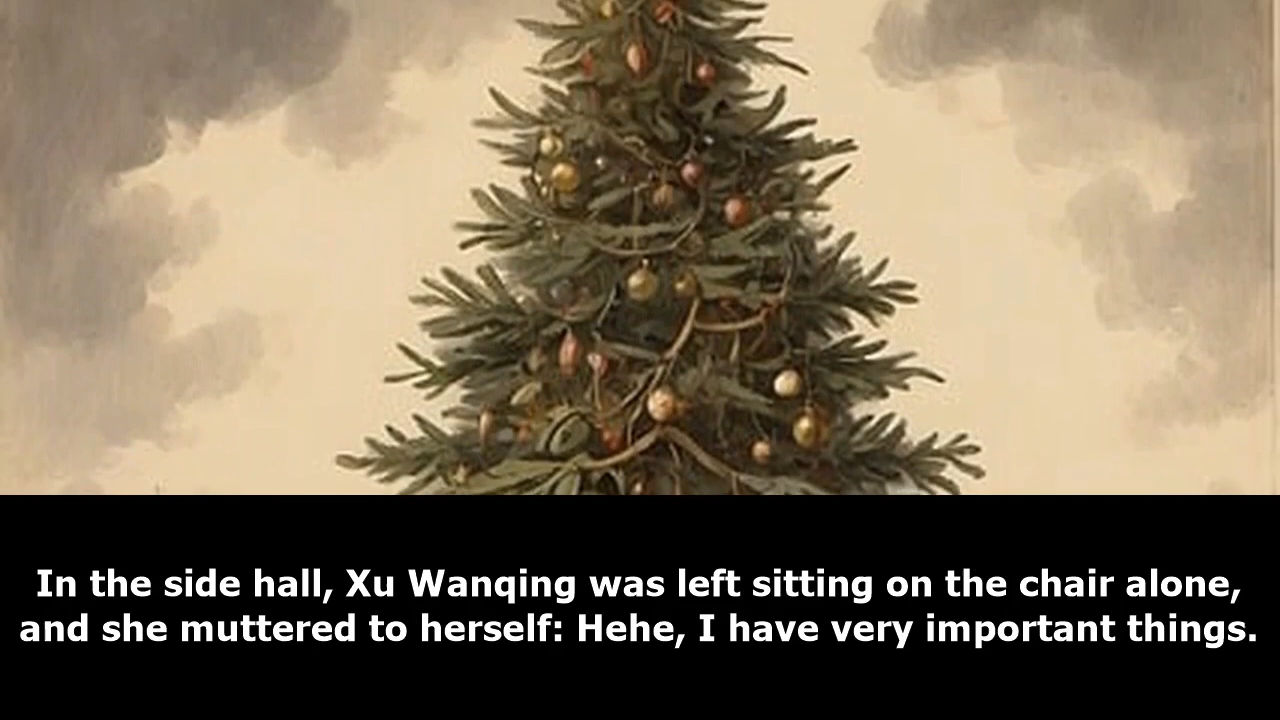 In the side hall, Xu Wanqing was left sitting on the chair alone,
and she muttered to herself: Hehe, I have very important things.